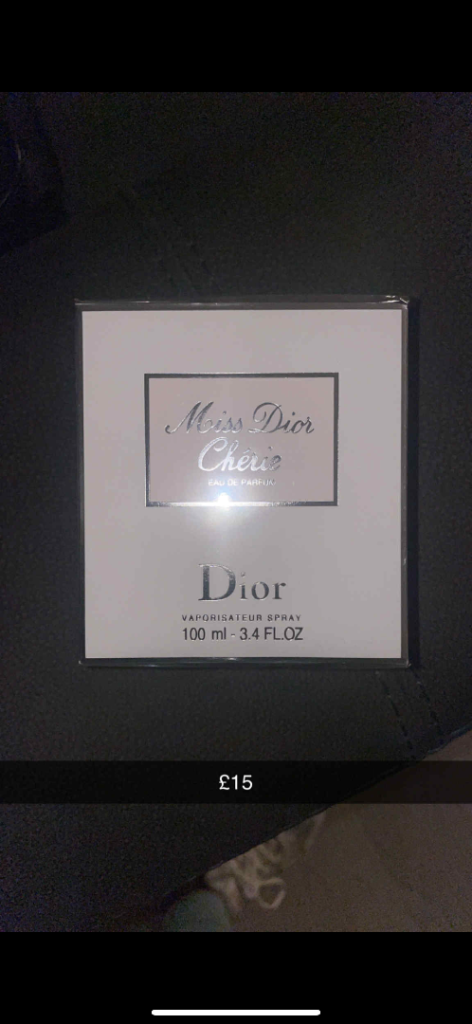 Miss Dior
Chérie
EAU DE PARFUM
Dior
VAPORISATEUR SPRAY
100 ml - 3.4 FL.OZ
£15